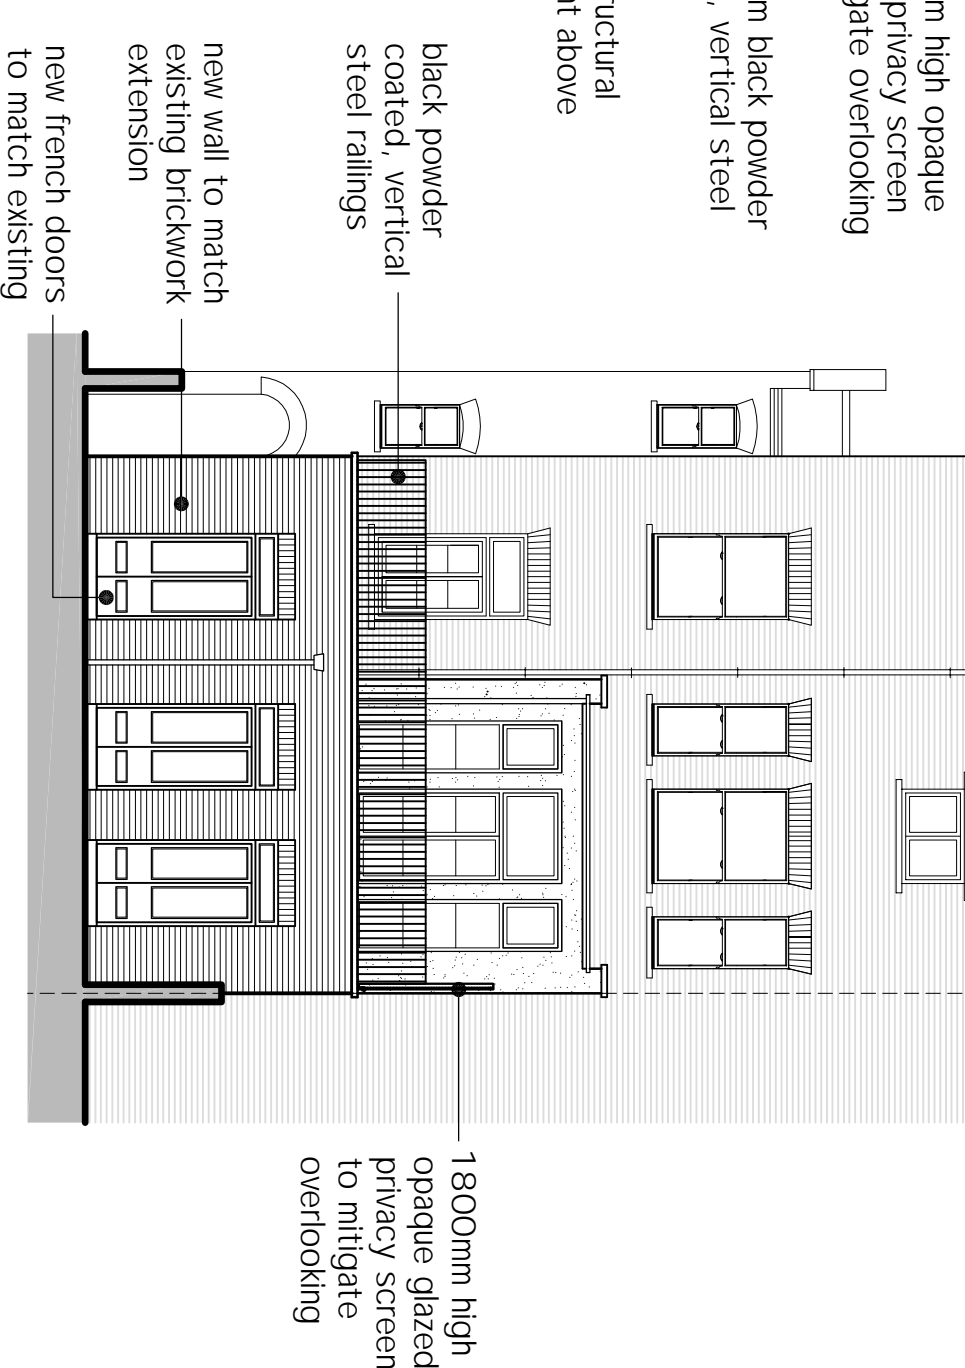 m high opaque
privacy screen
gate overlooking
m black powder
, vertical steel
ructural
t above
black powder
coated, vertical
steel railings
new wall to match
existing brickwork
extension
new french doors
to match existing
1800mm high
opaque glazed
privacy screen
to mitigate
overlooking